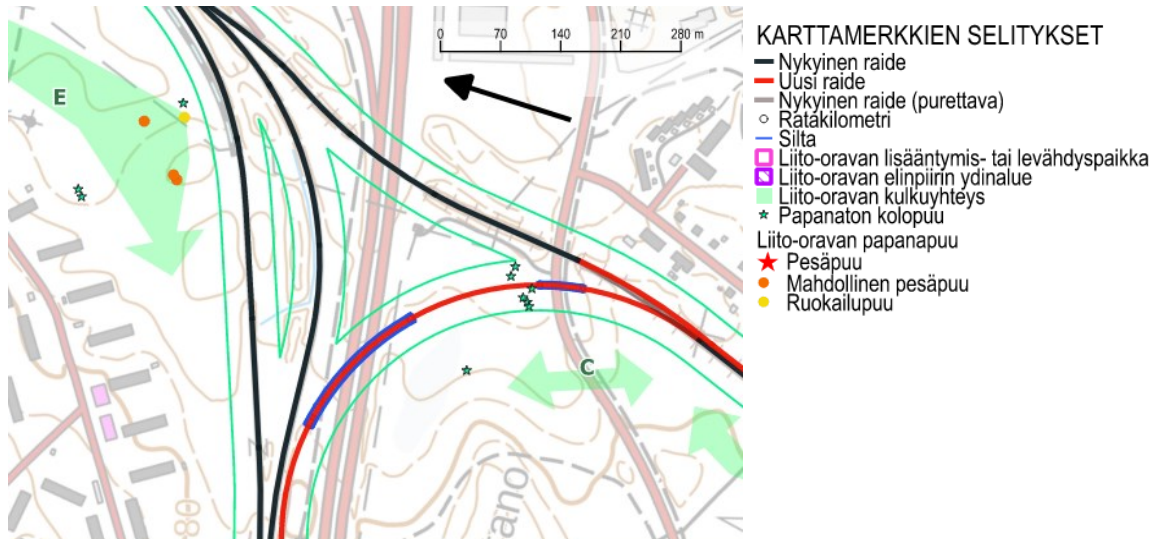 0 70 140 210 280 m
E
C
80
KARTTAMERKKIEN SELITYKSET
Nykyinen raide
Uusi raide
Nykyinen raide (purettava)
Ratakilometri
Silta
Liito-oravan lisääntymis- tai levähdyspaikka
Liito-oravan elinpiirin ydinalue
Liito-oravan kulkuyhteys
Papanaton kolopuu
Liito-oravan papanapuu
Pesäpuu
Mahdollinen pesäpuu
Ruokailupuu